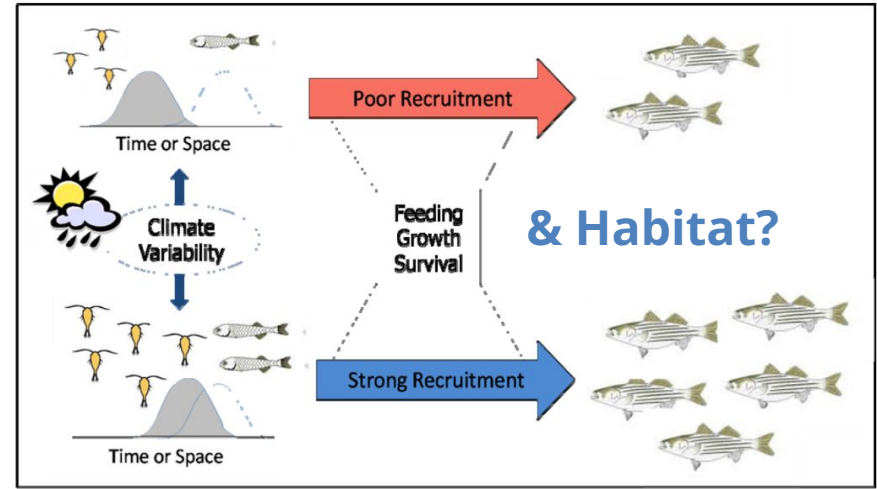 Poor Recruitment
Time or Space
Climate
Variability
Feeding
Growth
Survival
& Habitat?
Strong Recruitment
Time or Space